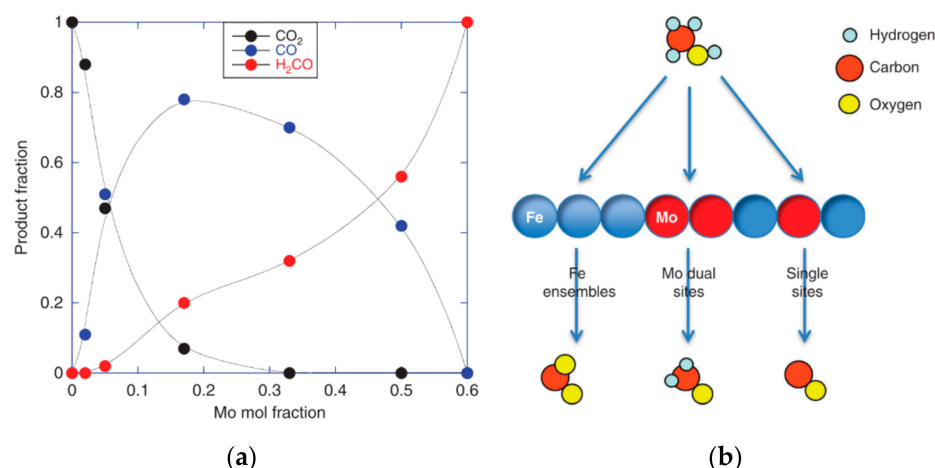 CO2
CO
H2CO
1
0.8
0.6
0.4
0.2
0
0 0.1 0.2 0.3 0.4 0.5 0.6
Product fraction
Mo mol fraction
(a)
Hydrogen
Carbon
Oxygen
Fe Mo
Fe ensembles
Mo dual sites
Single sites
(b)